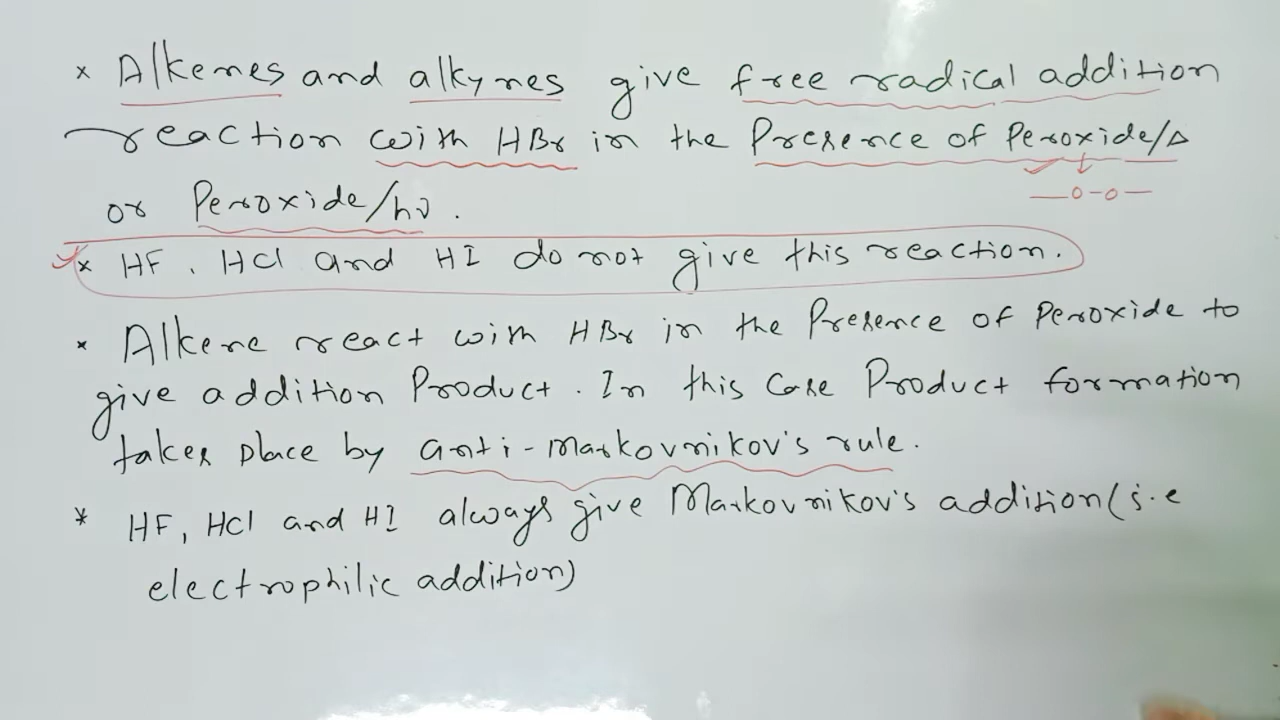 * Alkenes and alkynes give free radical addition
reaction with HBr in the Presence of Peroxide/Δ
or Peroxide/hν.
—O-O—
* HF, HCl and HI do not give this reaction.
* Alkene react with HBr in the Presence of Peroxide to
give addition Product. In this Case Product formation
takes place by anti-markovnikov's rule.
* HF, HCl and HI always give Markovnikov's addition (i.e
electrophilic addition)